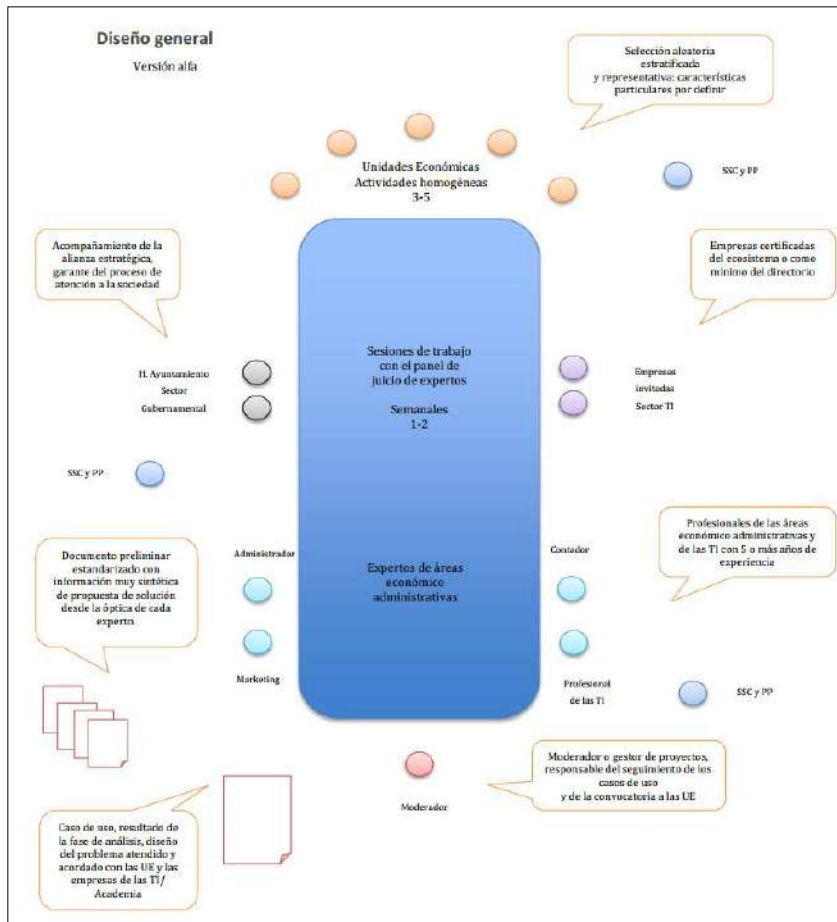 Diseño general
Versión alfa
Selección aleatoria
estratificada
y representativa: características
particulares por definir
Unidades Económicas
Actividades homogéneas
3-5
SSC y PP
Acompañamiento de la
alianza estratégica,
garante del proceso de
atención a la sociedad
Empresas certificadas
del ecosistema o como
mínimo del directorio
Sesiones de trabajo
con el panel de
juicio de expertos
Semanales
1-2
H. Ayuntamiento
Sector
Gubernamental
Empresas
invitadas
Sector TI
SSC y PP
Documento preliminar
estandarizado con
información muy sintética
de propuesta de solución
desde la óptica de cada
experto
Administrador
Expertos de áreas
económico
administrativas
Contador
Profesionales de las áreas
económico administrativas y
de las TI con 5 o más años de
experiencia
Marketing
Profesional
de las TI
SSC y PP
Moderador
Moderador o gestor de proyectos,
responsable del seguimiento de los
casos de uso
y de la convocatoria a las UE
Caso de uso, resultado de
la fase de análisis, diseño
del problema atendido y
acordado con las UE y las
empresas de las TI/
Academia